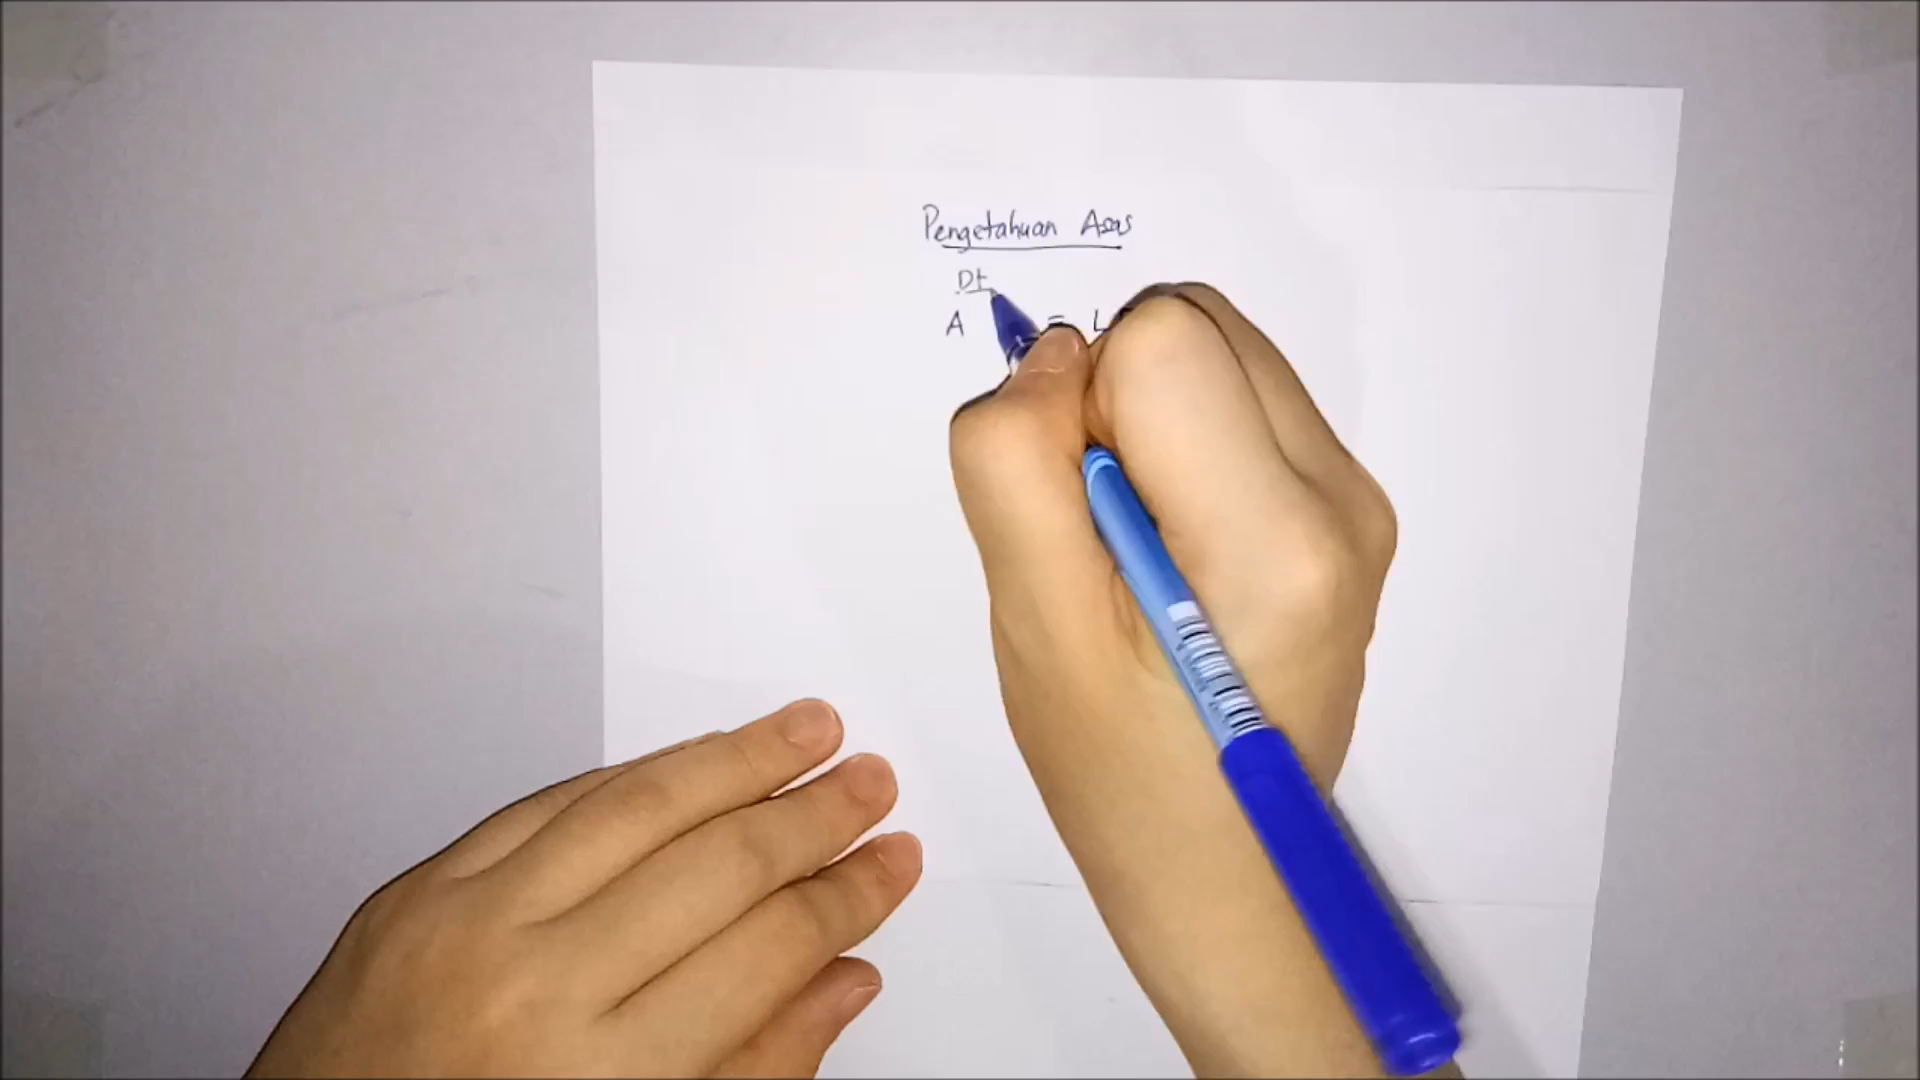 Pengetahuan Asas
Dt
A = L